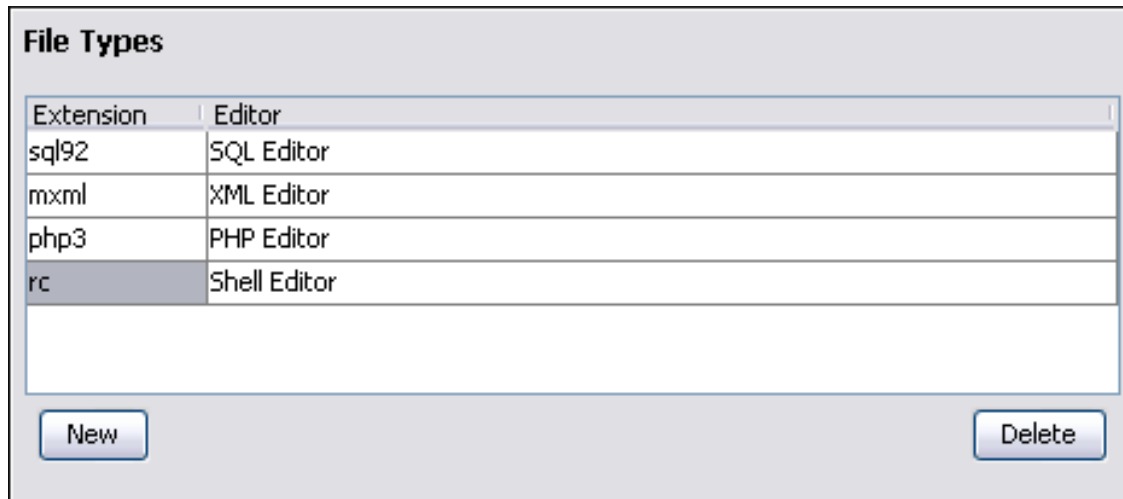 File Types
Extension Editor
sql92 SQL Editor
mxml XML Editor
php3 PHP Editor
rc Shell Editor
New Delete